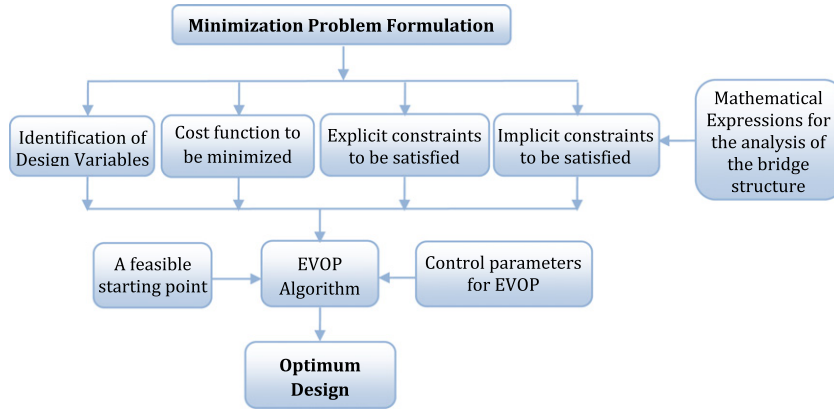 Minimization Problem Formulation
Identification of
Design Variables
Cost function to
be minimized
Explicit constraints
to be satisfied
Implicit constraints
to be satisfied
Mathematical
Expressions for
the analysis of
the bridge
structure
A feasible
starting point
EVOP
Algorithm
Control parameters
for EVOP
Optimum
Design